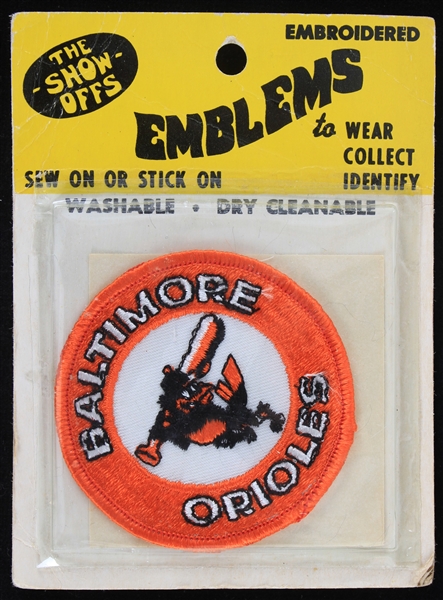 THE
-SHOW-
OFFS
EMBROIDERED
EMBLEMS
to WEAR
COLLECT
IDENTIFY
SEW ON OR STICK ON
WASHABLE • DRY CLEANABLE
BALTIMORE
ORIOLES